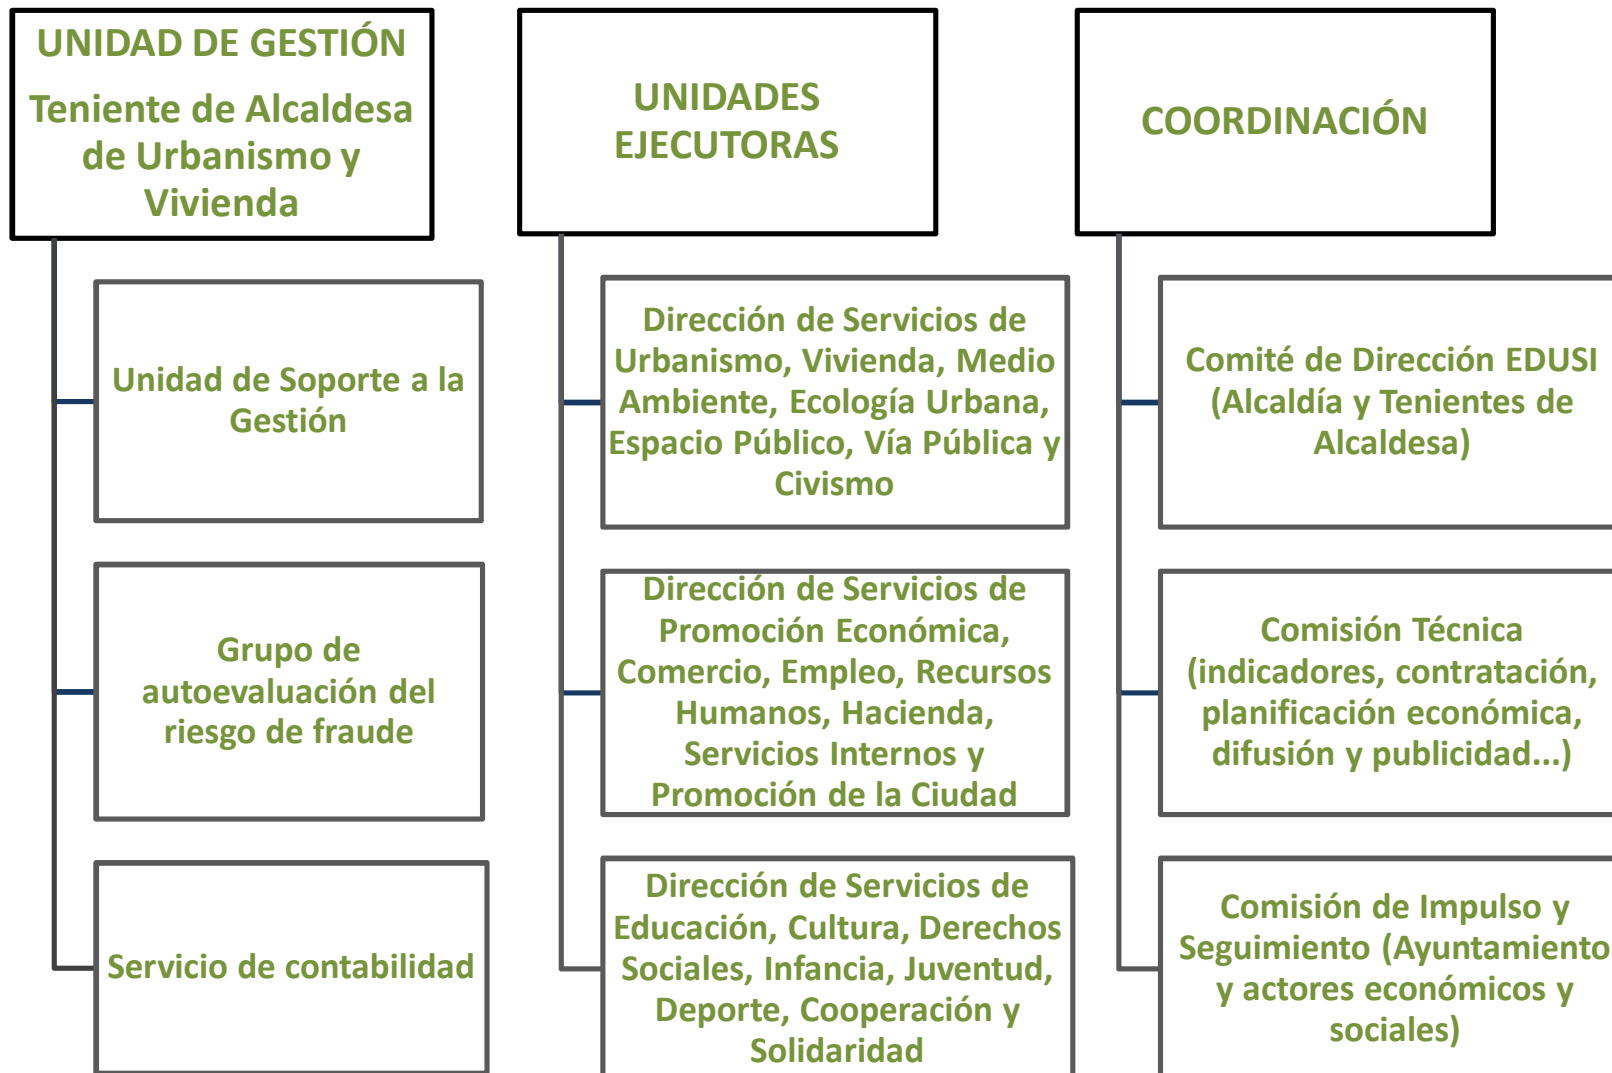 UNIDAD DE GESTIÓN
Teniente de Alcaldesa
de Urbanismo y
Vivienda
Unidad de Soporte a la
Gestión
Grupo de
autoevaluación del
riesgo de fraude
Servicio de contabilidad
UNIDADES
EJECUTORAS
Dirección de Servicios de
Urbanismo, Vivienda, Medio
Ambiente, Ecología Urbana,
Espacio Público, Vía Pública y
Civismo
Dirección de Servicios de
Promoción Económica,
Comercio, Empleo, Recursos
Humanos, Hacienda,
Servicios Internos y
Promoción de la Ciudad
Dirección de Servicios de
Educación, Cultura, Derechos
Sociales, Infancia, Juventud,
Deporte, Cooperación y
Solidaridad
COORDINACIÓN
Comité de Dirección EDUSI
(Alcaldía y Tenientes de
Alcaldesa)
Comisión Técnica
(indicadores, contratación,
planificación económica,
difusión y publicidad...)
Comisión de Impulso y
Seguimiento (Ayuntamiento
y actores económicos y
sociales)